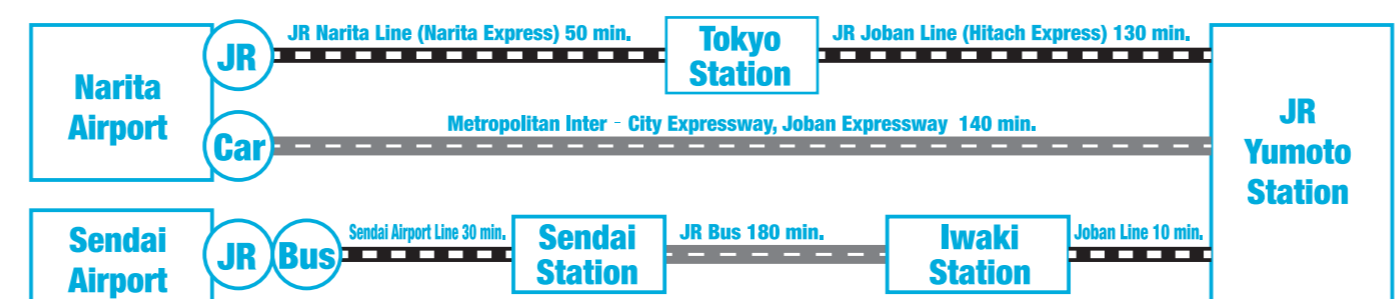 JR Narita Line (Narita Express) 50 min.
JR Joban Line (Hitach Express) 130 min.
JR
Tokyo
Station
Narita
Airport
Car
Metropolitan Inter‐City Expressway, Joban Expressway 140 min.
JR
Yumoto
Station
Sendai
Airport
JR
Bus
Sendai Airport Line 30 min.
Sendai
Station
JR Bus 180 min.
Iwaki
Station
Joban Line 10 min.